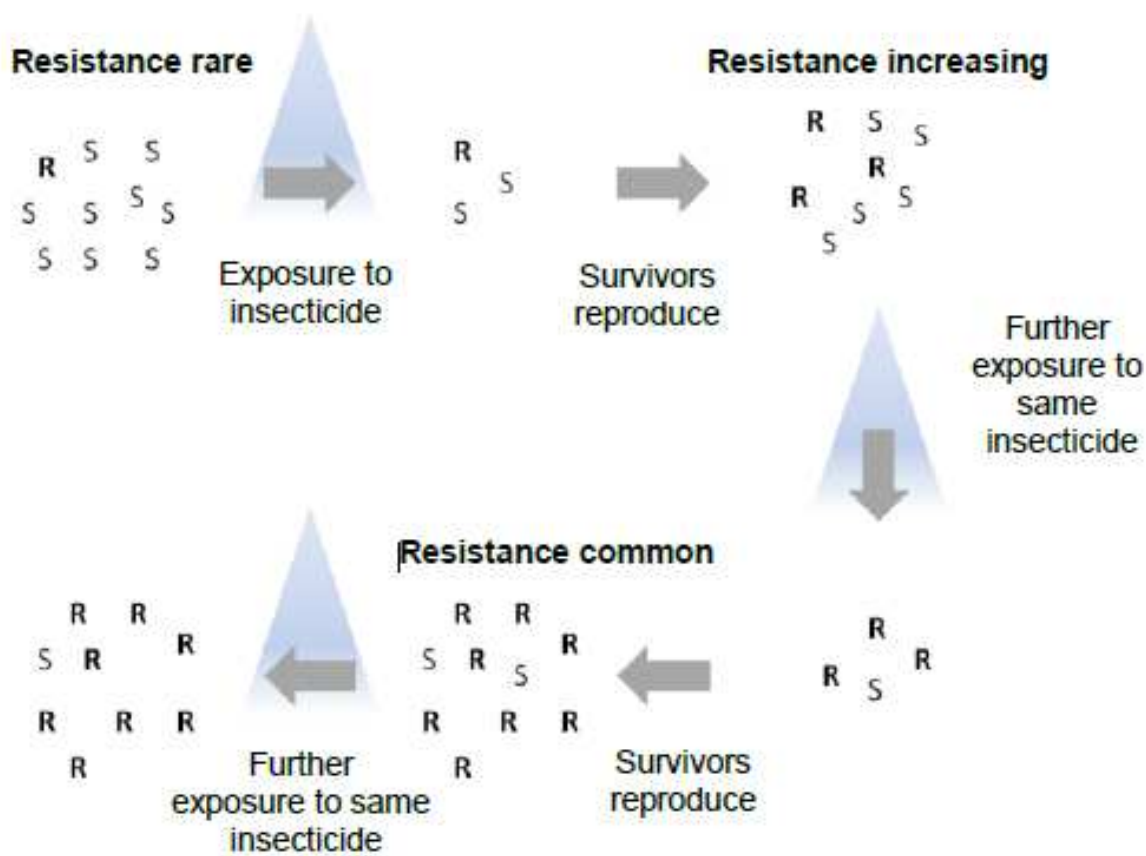 Resistance rare
R S S
S
S S S
S S S
Exposure to
insecticide
R
S
S
Survivors
reproduce
Resistance increasing
R S S
R
R S S
S
Further
exposure to
same
insecticide
R
R
R S
Survivors
reproduce
Resistance common
R R
R
S R
S
R R R
R
Further
exposure to same
insecticide
R R
R
S R
R R R
R